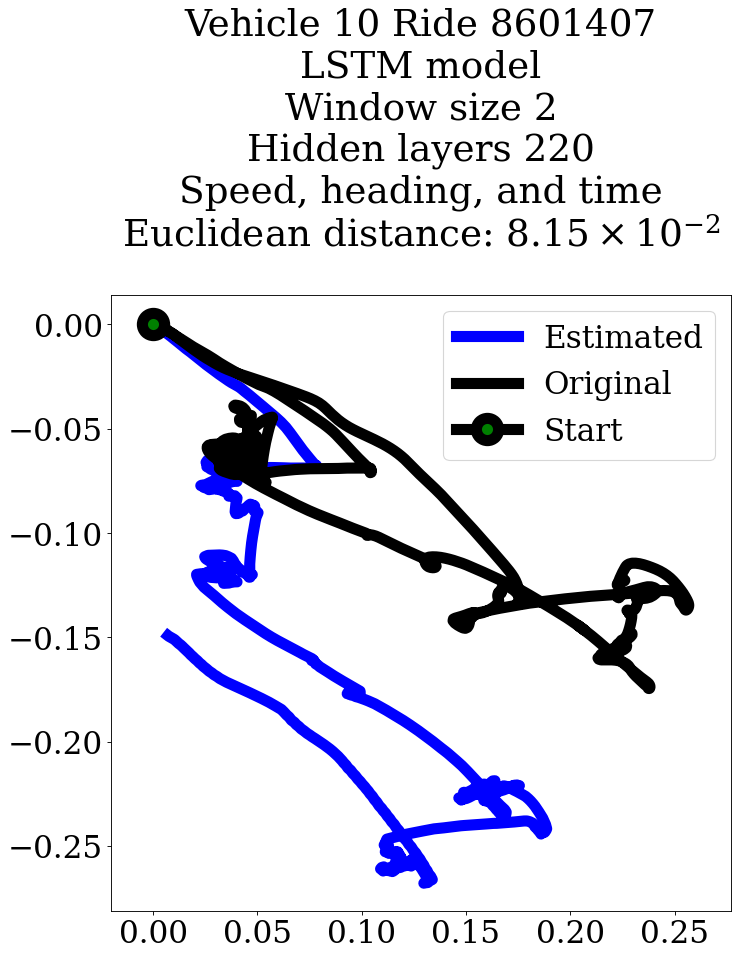 Vehicle 10 Ride 8601407
LSTM model
Window size 2
Hidden layers 220
Speed, heading, and time
Euclidean distance: 8.15 × 10⁻²
Estimated
Original
Start
0.00
−0.05
−0.10
−0.15
−0.20
−0.25
0.00 0.05 0.10 0.15 0.20 0.25